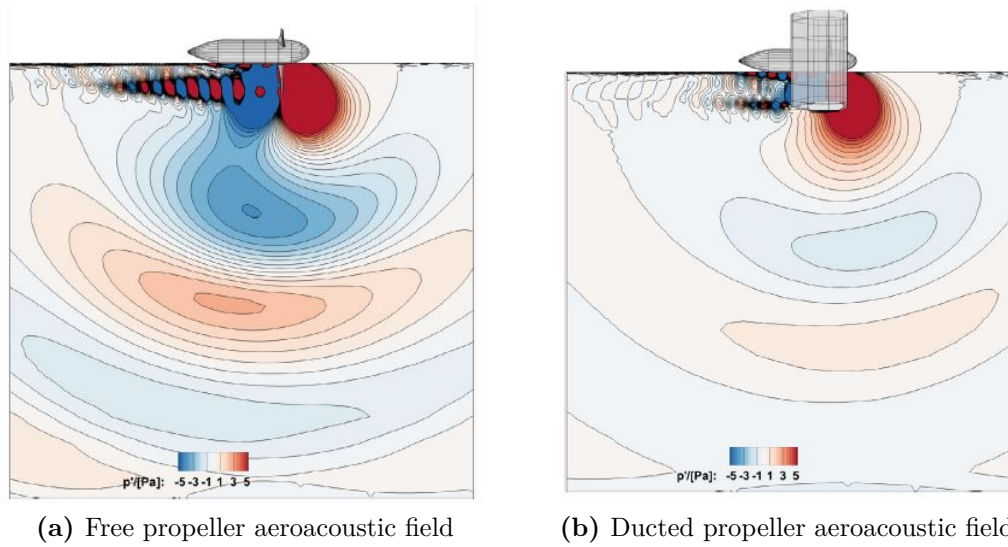 p'/[Pa]: -5 -3 -1 1 3 5
p'/[Pa]: -5 -3 -1 1 3 5
(a) Free propeller aeroacoustic field
(b) Ducted propeller aeroacoustic field